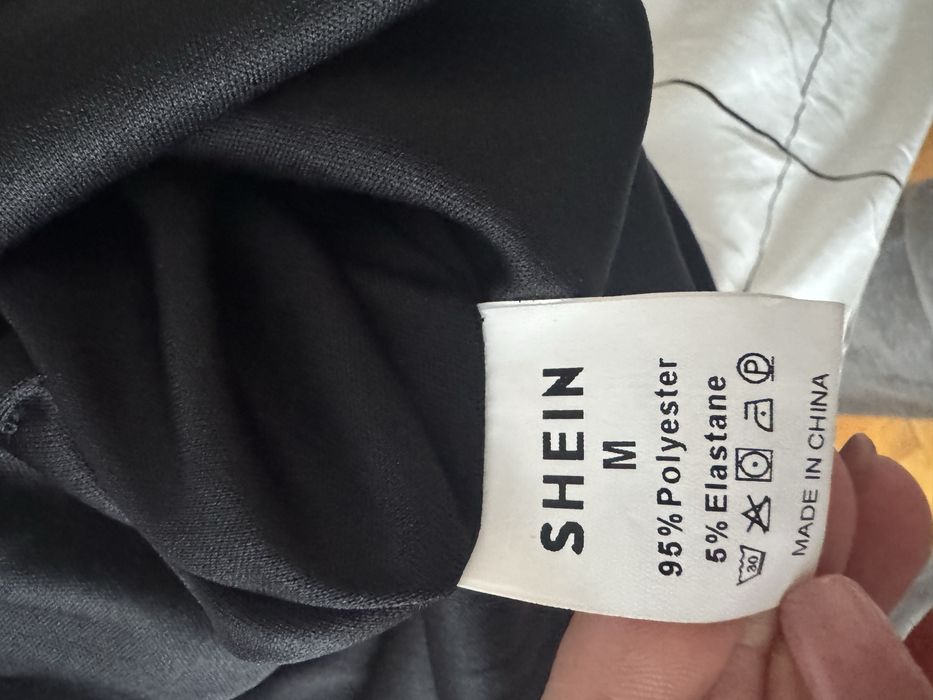 SHEIN
M
95%Polyester
5%Elastane
30 P
MADE IN CHINA